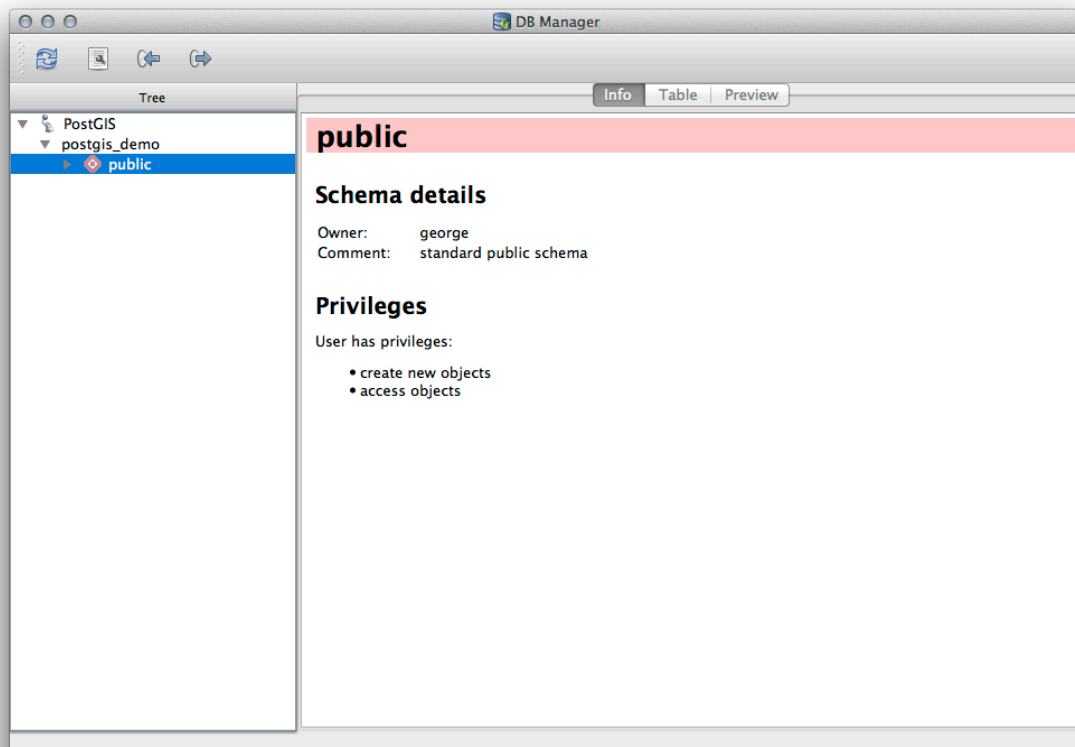 DB Manager
Tree
Info Table Preview
PostGIS
postgis_demo
public
public
Schema details
Owner: george
Comment: standard public schema
Privileges
User has privileges:
• create new objects
• access objects